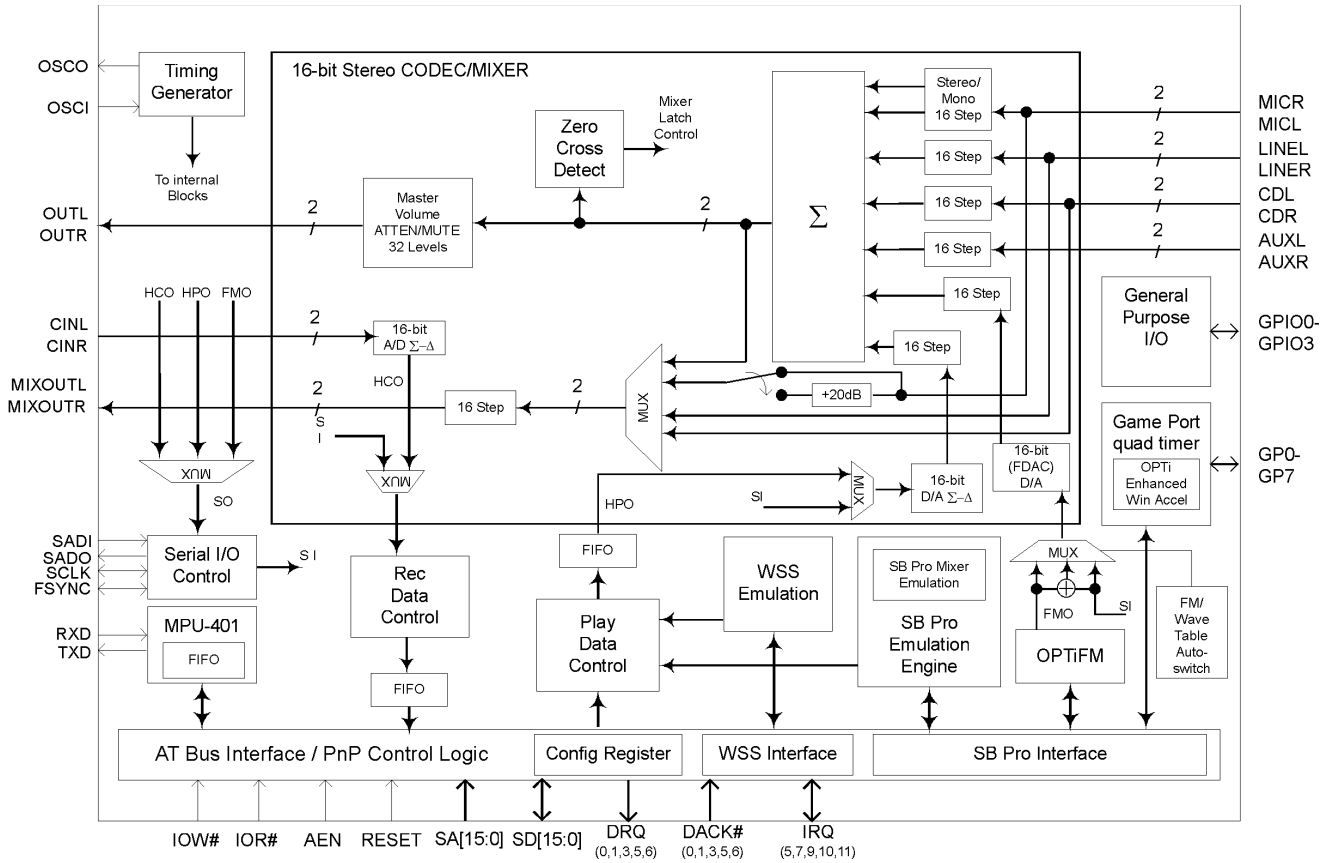 OSCO
OSCI
Timing
Generator
To internal
Blocks
16-bit Stereo CODEC/MIXER
Zero
Cross
Detect
Mixer
Latch
Control
Σ
Stereo/
Mono
16 Step
16 Step
16 Step
16 Step
16 Step
16 Step
2
2
2
2
MICR
MICL
LINEL
LINER
CDL
CDR
AUXL
AUXR
OUTL
OUTR
2
Master
Volume
ATTEN/MUTE
32 Levels
2
HCO
HPO
FMO
CINL
CINR
2
16-bit
A/D Σ–Δ
HCO
MIXOUTL
MIXOUTR
2
16 Step
2
MUX
+20dB
S
I
MUX
MUX
SO
HPO
SI
MUX
16-bit
D/A Σ–Δ
16-bit
(FDAC)
D/A
General
Purpose
I/O
GPIO0-
GPIO3
Game Port
quad timer
OPTi
Enhanced
Win Accel
GP0-
GP7
SADI
SADO
SCLK
FSYNC
Serial I/O
Control
S I
RXD
TXD
MPU-401
FIFO
Rec
Data
Control
FIFO
FIFO
Play
Data
Control
WSS
Emulation
SB Pro Mixer
Emulation
SB Pro
Emulation
Engine
MUX
FMO
SI
OPTiFM
FM/
Wave
Table
Auto-
switch
AT Bus Interface / PnP Control Logic
Config Register
WSS Interface
SB Pro Interface
IOW#
IOR#
AEN
RESET
SA[15:0]
SD[15:0]
DRQ
(0,1,3,5,6)
DACK#
(0,1,3,5,6)
IRQ
(5,7,9,10,11)